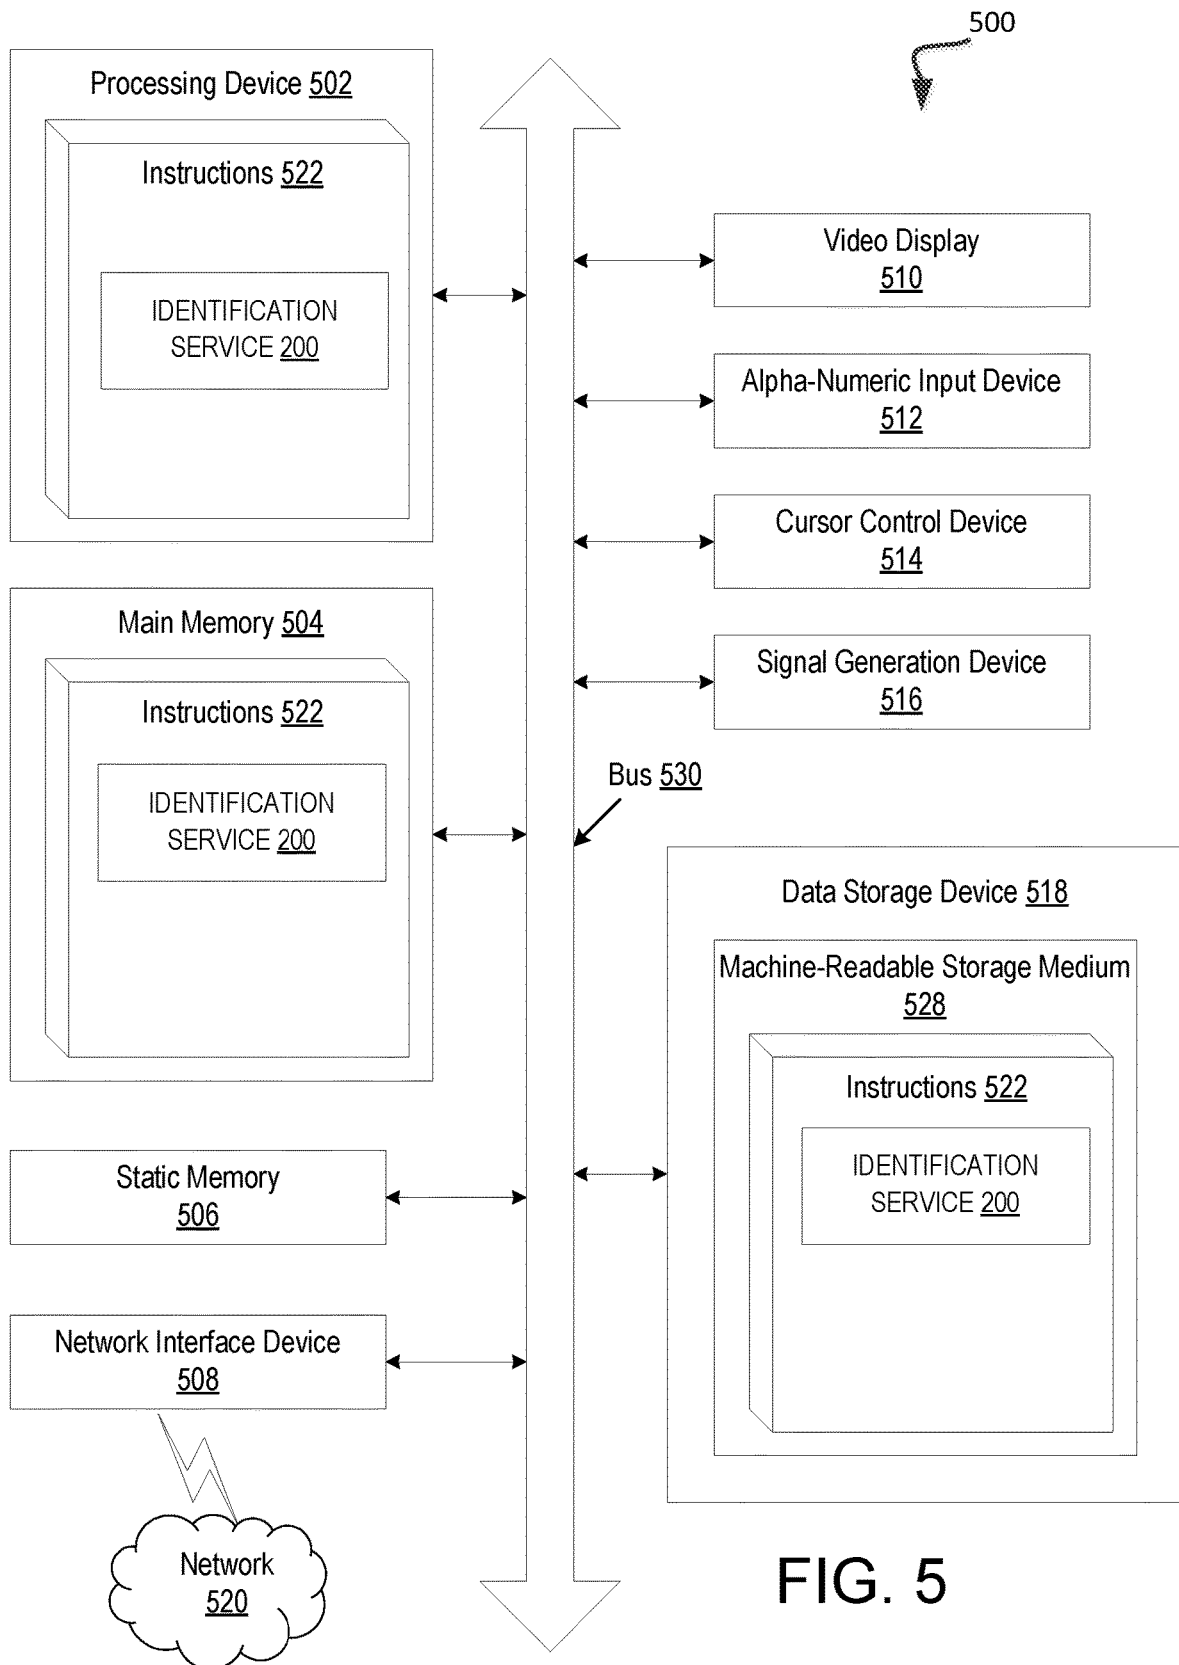 500
Processing Device 502
Instructions 522
IDENTIFICATION
SERVICE 200
Main Memory 504
Instructions 522
IDENTIFICATION
SERVICE 200
Static Memory
506
Network Interface Device
508
Network
520
Video Display
510
Alpha-Numeric Input Device
512
Cursor Control Device
514
Signal Generation Device
516
Bus 530
Data Storage Device 518
Machine-Readable Storage Medium
528
Instructions 522
IDENTIFICATION
SERVICE 200
FIG. 5